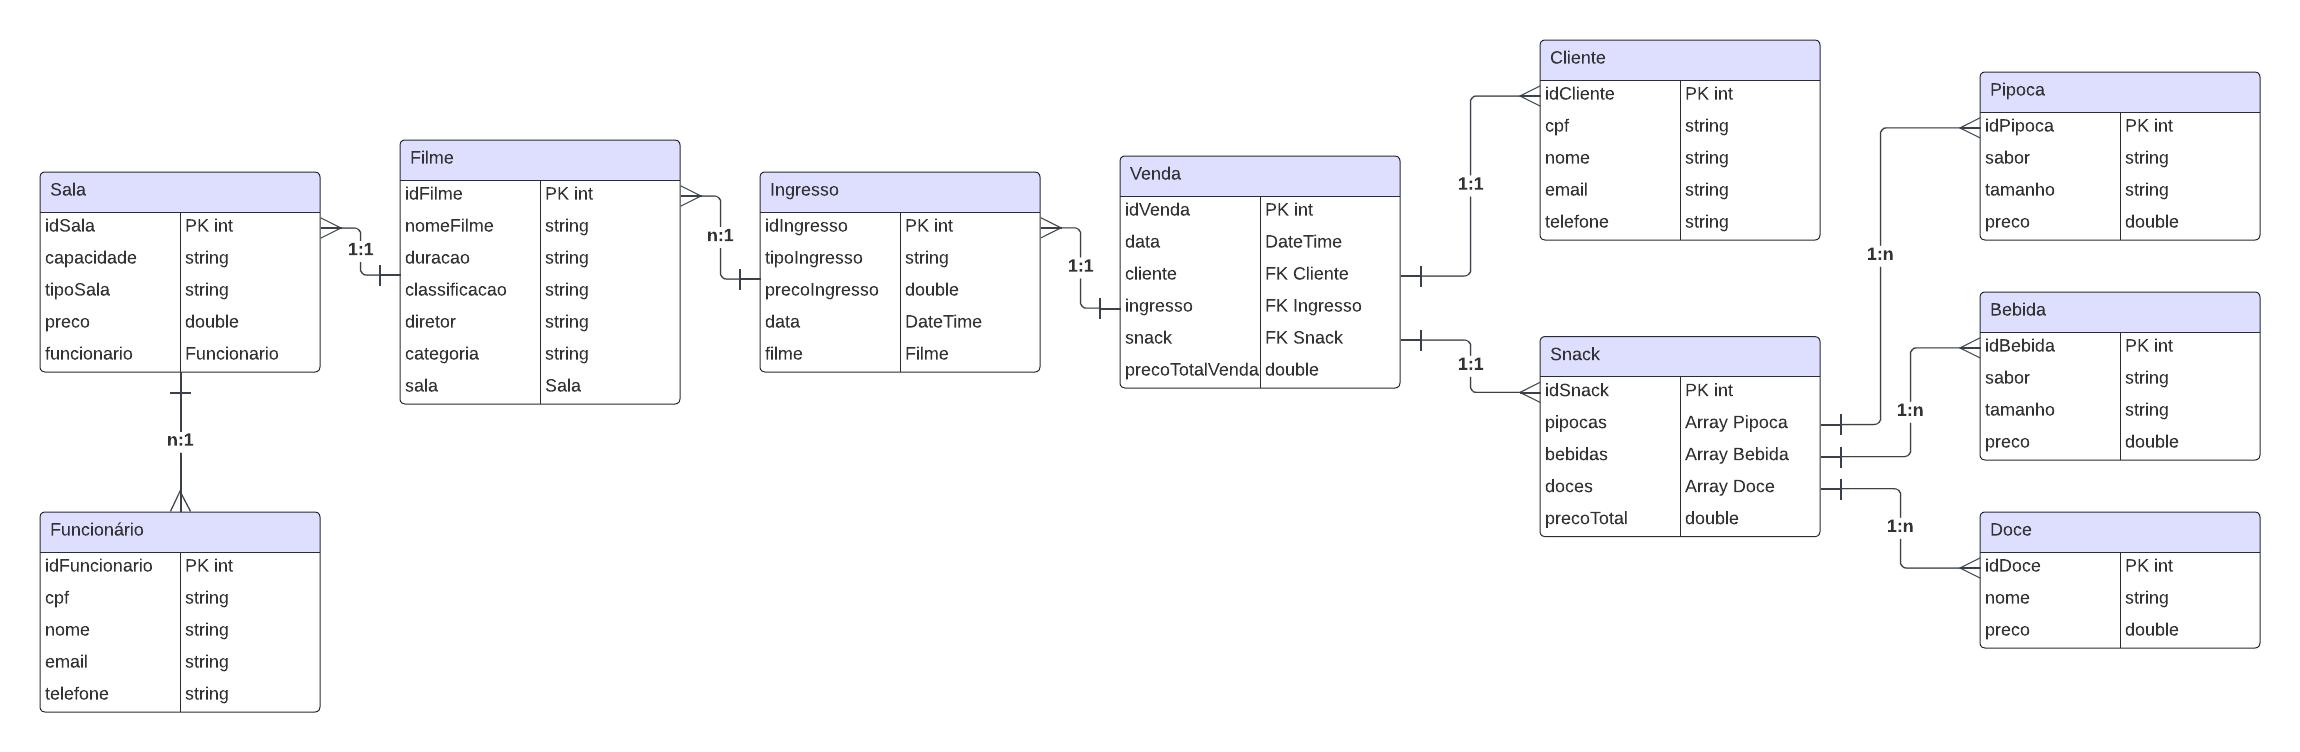 Sala
idSala PK int
capacidade string
tipoSala string
preco double
funcionario Funcionario
n:1
Funcionário
idFuncionario PK int
cpf string
nome string
email string
telefone string
1:1
Filme
idFilme PK int
nomeFilme string
duracao string
classificacao string
diretor string
categoria string
sala Sala
n:1
Ingresso
idIngresso PK int
tipoIngresso string
precoIngresso double
data DateTime
filme Filme
1:1
Venda
idVenda PK int
data DateTime
cliente FK Cliente
ingresso FK Ingresso
snack FK Snack
precoTotalVenda double
1:1
1:1
Cliente
idCliente PK int
cpf string
nome string
email string
telefone string
Snack
idSnack PK int
pipocas Array Pipoca
bebidas Array Bebida
doces Array Doce
precoTotal double
1:n
1:n
1:n
Pipoca
idPipoca PK int
sabor string
tamanho string
preco double
Bebida
idBebida PK int
sabor string
tamanho string
preco double
Doce
idDoce PK int
nome string
preco double